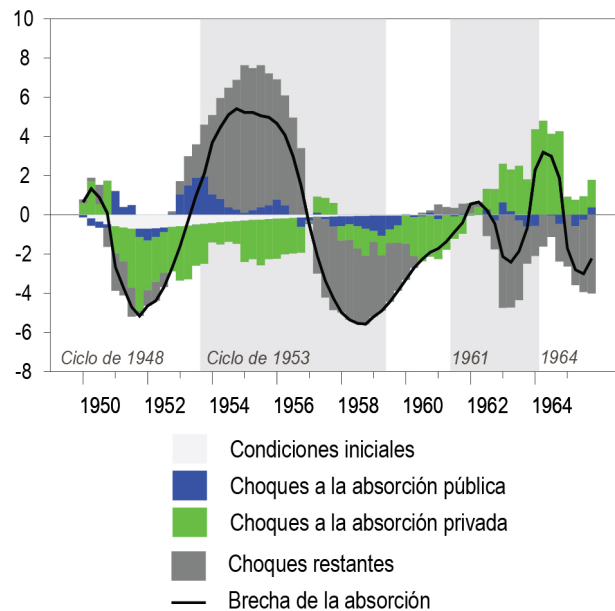 10
8
6
4
2
0
-2
-4
-6
-8
Ciclo de 1948 Ciclo de 1953 1961 1964
1950 1952 1954 1956 1958 1960 1962 1964
Condiciones iniciales
Choques a la absorción pública
Choques a la absorción privada
Choques restantes
Brecha de la absorción